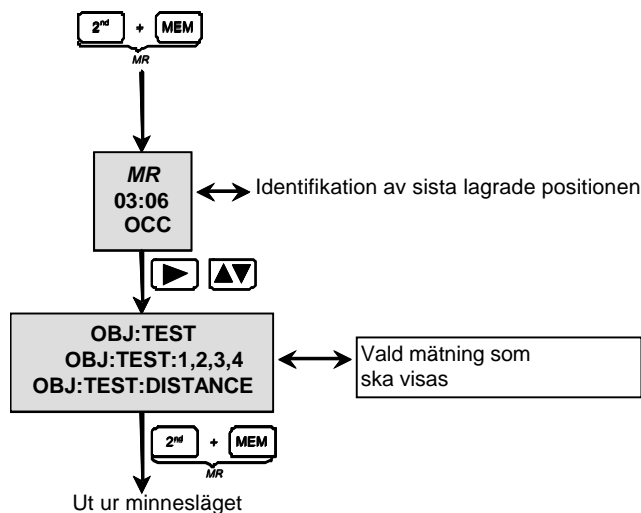 2nd + MEM
MR
MR
03:06
OCC
Identifikation av sista lagrade positionen
OBJ:TEST
OBJ:TEST:1,2,3,4
OBJ:TEST:DISTANCE
Vald mätning som
ska visas
2nd + MEM
MR
Ut ur minnesläget